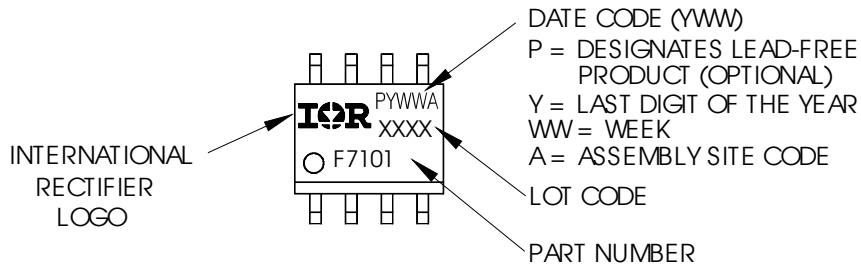 DATE CODE (YWW)
P = DESIGNATES LEAD-FREE
PRODUCT (OPTIONAL)
Y = LAST DIGIT OF THE YEAR
WW = WEEK
A = ASSEMBLY SITE CODE
LOT CODE
PART NUMBER
INTERNATIONAL
RECTIFIER
LOGO
IOR
PYWWA
XXXX
F7101